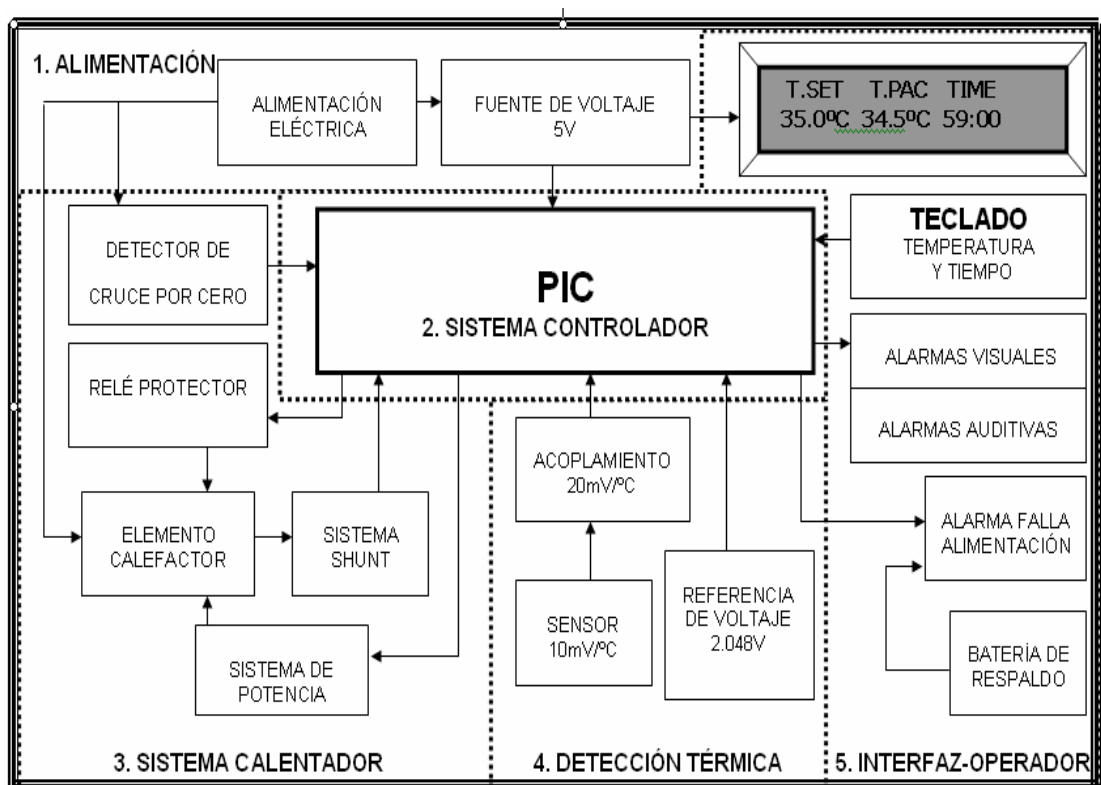 1. ALIMENTACIÓN
ALIMENTACIÓN
ELÉCTRICA
FUENTE DE VOLTAJE
5V
T.SET T.PAC TIME
35.0ºC 34.5ºC 59:00
DETECTOR DE
CRUCE POR CERO
PIC
2. SISTEMA CONTROLADOR
TECLADO
TEMPERATURA
Y TIEMPO
ALARMAS VISUALES
ALARMAS AUDITIVAS
RELÉ PROTECTOR
ELEMENTO
CALEFACTOR
SISTEMA
SHUNT
SISTEMA DE
POTENCIA
ACOPLAMIENTO
20mV/ºC
SENSOR
10mV/ºC
REFERENCIA
DE VOLTAJE
2.048V
ALARMA FALLA
ALIMENTACIÓN
BATERÍA DE
RESPALDO
3. SISTEMA CALENTADOR
4. DETECCIÓN TÉRMICA
5. INTERFAZ-OPERADOR